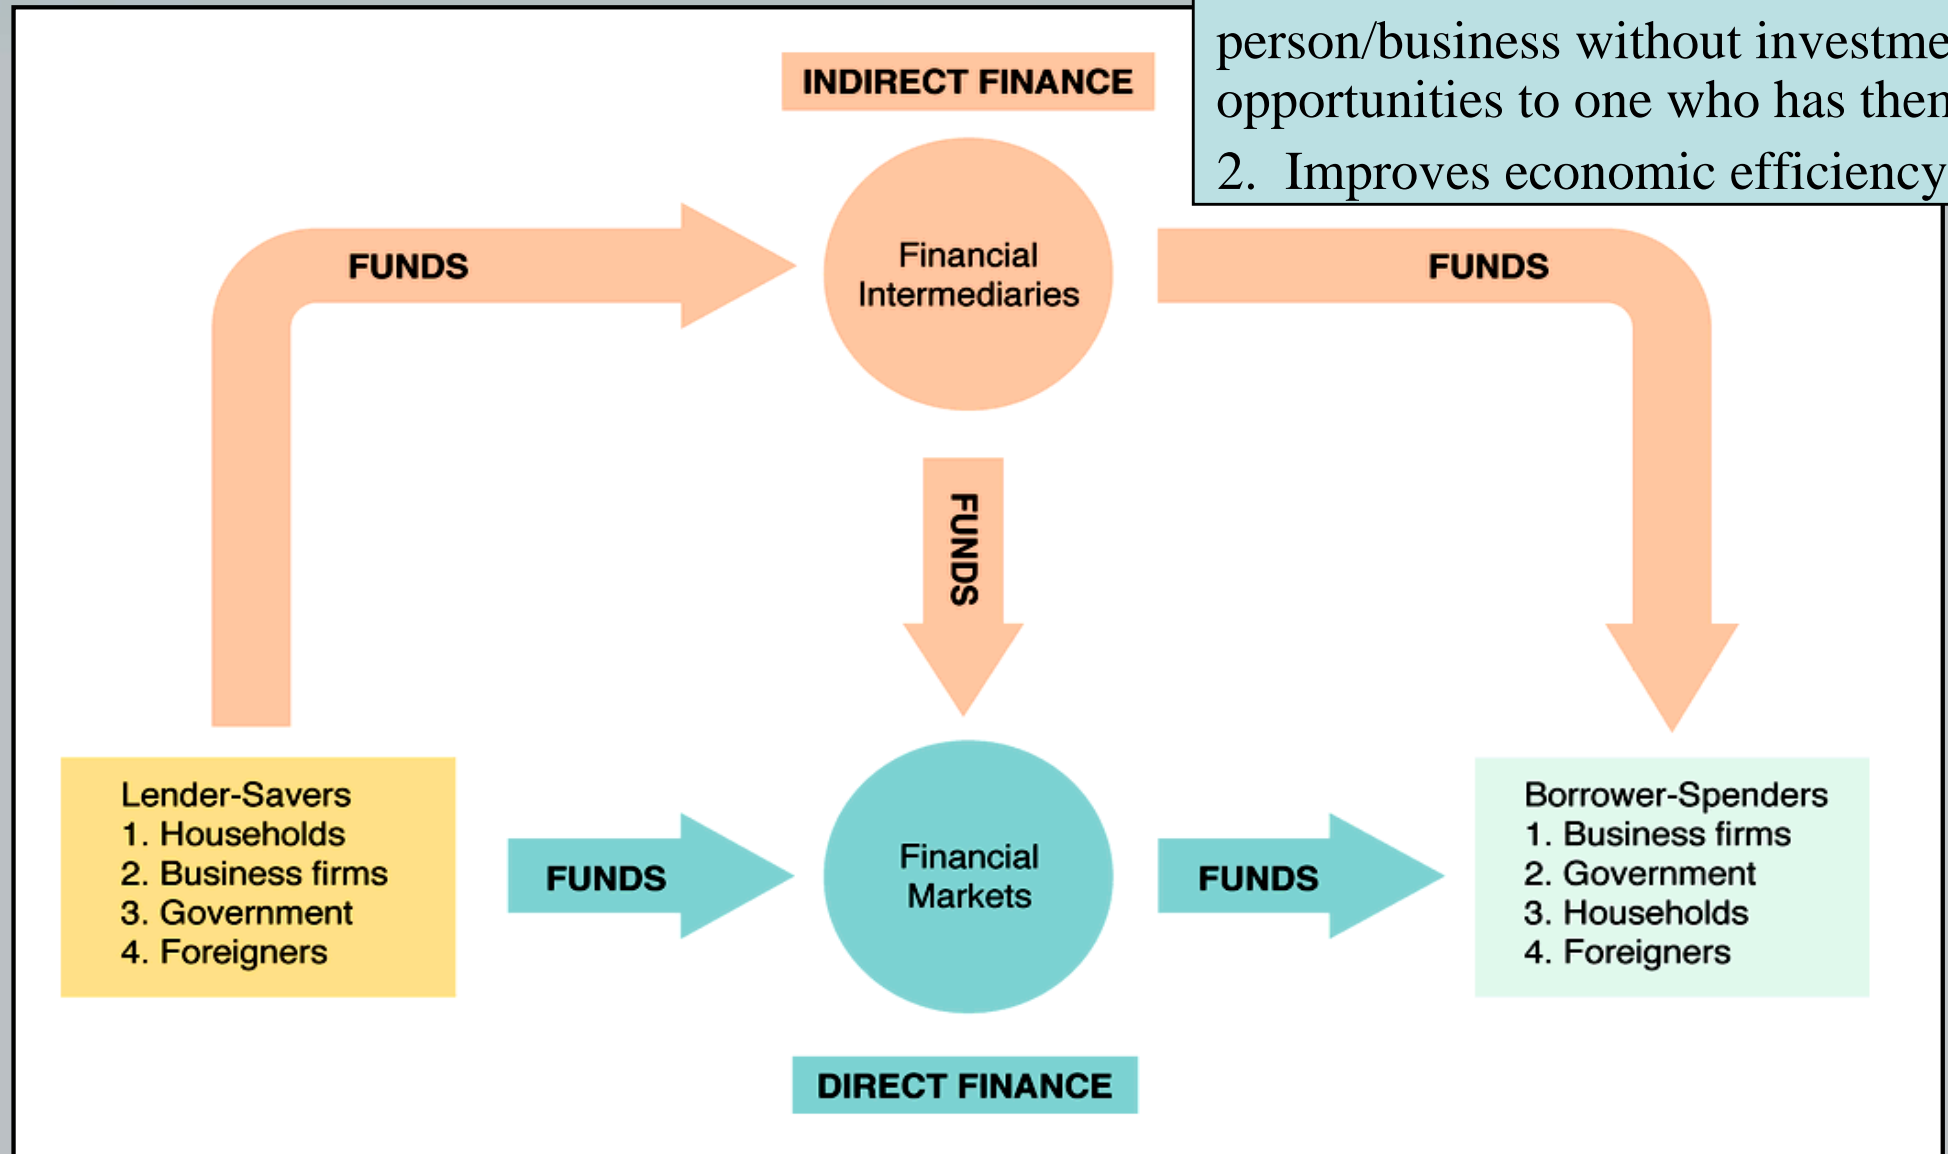 person/business without
opportunities to one who has
2. Improves economic efficiency
INDIRECT FINANCE
FUNDS
Financial
Intermediaries
FUNDS
FUNDS
Lender-Savers
1. Households
2. Business firms
3. Government
4. Foreigners
FUNDS
Financial
Markets
FUNDS
Borrower-Spenders
1. Business firms
2. Government
3. Households
4. Foreigners
DIRECT FINANCE